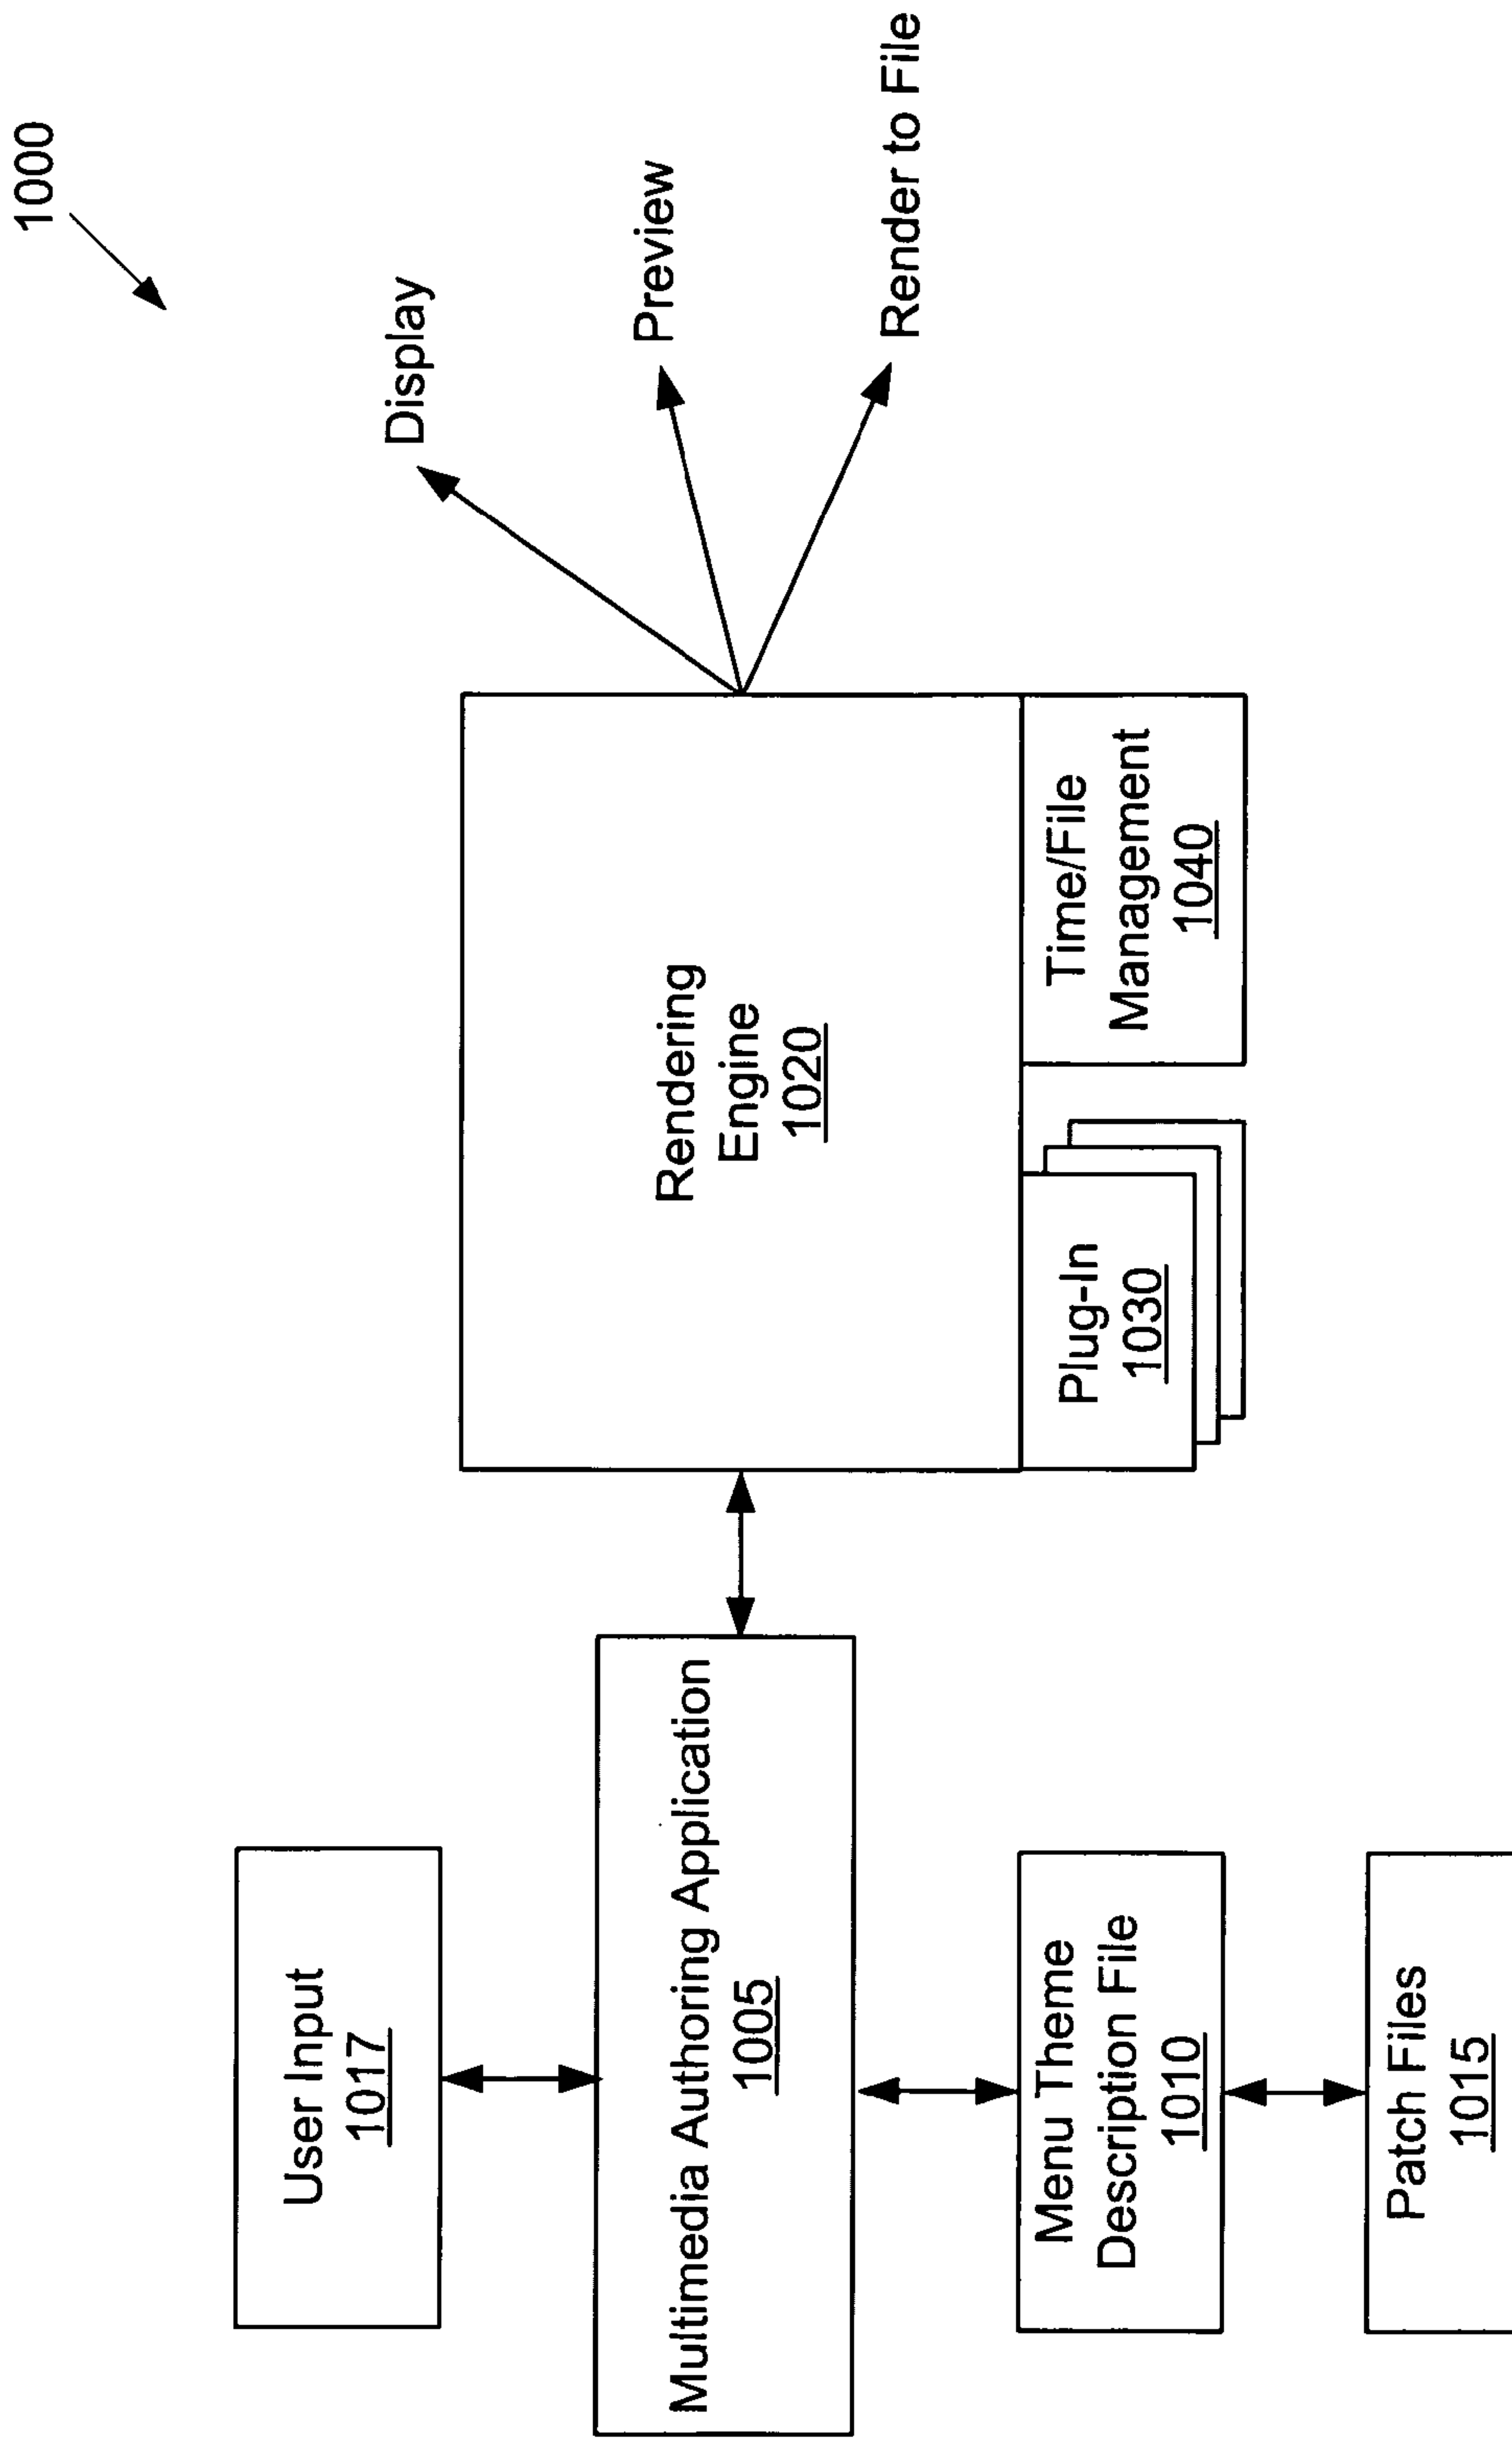 1000
User Input
1017
Multimedia Authoring Application
1005
Menu Theme
Description File
1010
Patch Files
1015
Rendering
Engine
1020
Plug-In
1030
Time/File
Management
1040
Display
Preview
Render to File